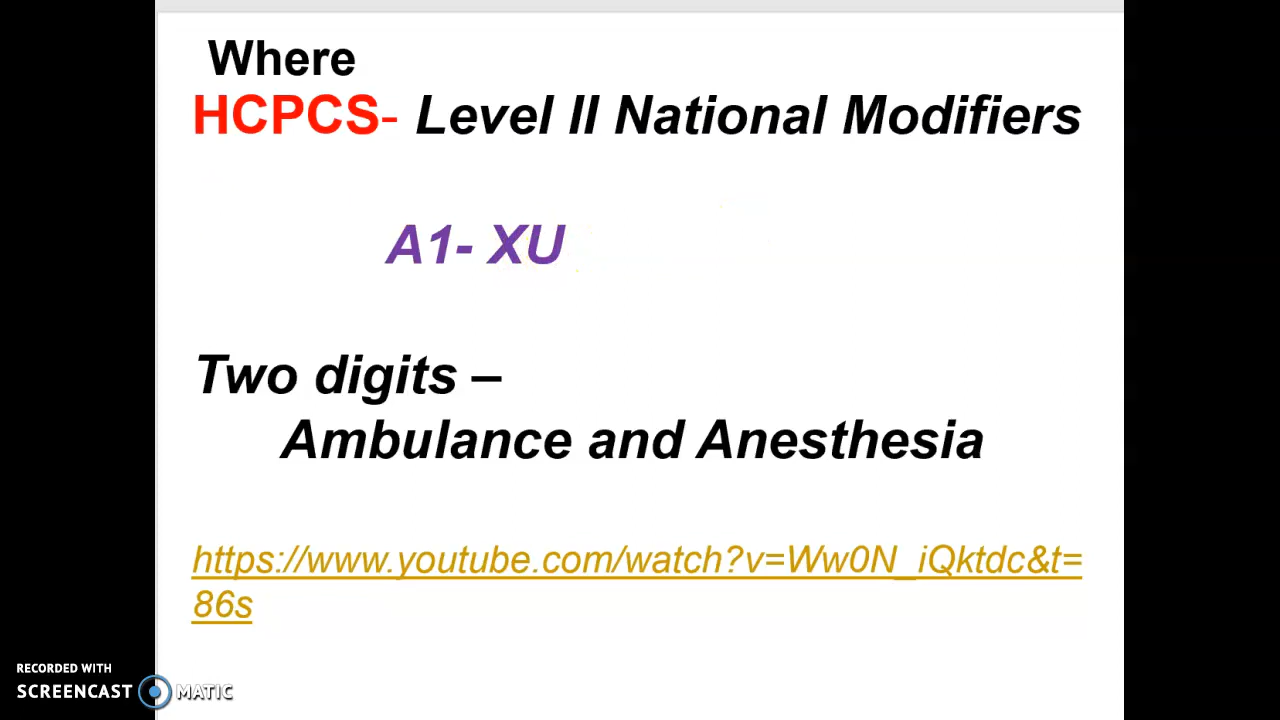 Where
HCPCS- Level II National Modifiers
A1- XU
Two digits –
Ambulance and Anesthesia
https://www.youtube.com/watch?v=Ww0N_iQktdc&t=
86s
RECORDED WITH
SCREENCAST MATIC